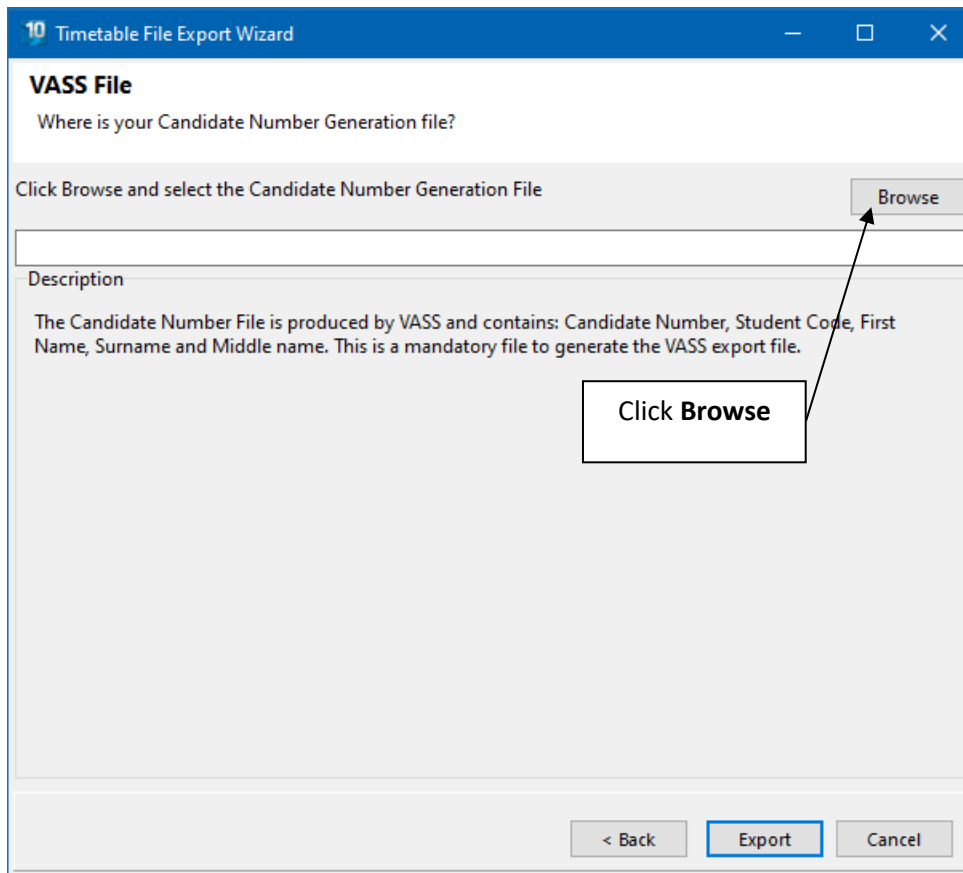 10 Timetable File Export Wizard
VASS File
Where is your Candidate Number Generation file?
Click Browse and select the Candidate Number Generation File
Browse
Description
The Candidate Number File is produced by VASS and contains: Candidate Number, Student Code, First
Name, Surname and Middle name. This is a mandatory file to generate the VASS export file.
Click Browse
< Back
Export
Cancel